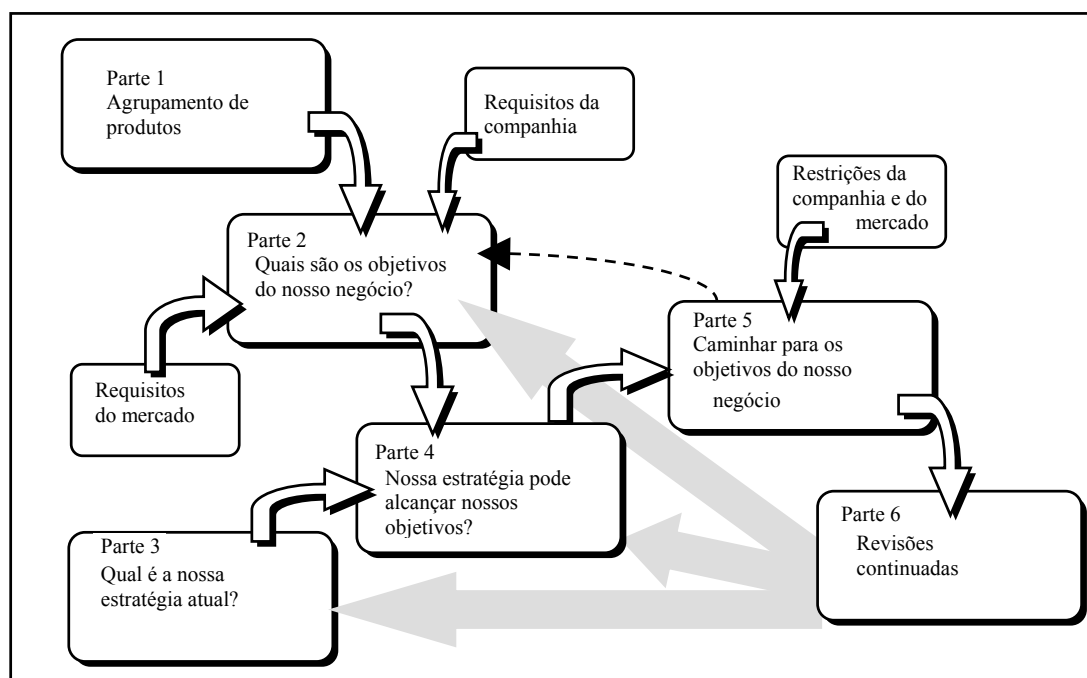 Parte 1
Agrupamento de
produtos
Requisitos da
companhia
Restrições da
companhia e do
mercado
Parte 2
Quais são os objetivos
do nosso negócio?
Parte 5
Caminhar para os
objetivos do nosso
negócio
Requisitos
do mercado
Parte 4
Nossa estratégia pode
alcançar nossos
objetivos?
Parte 6
Revisões
continuadas
Parte 3
Qual é a nossa
estratégia atual?